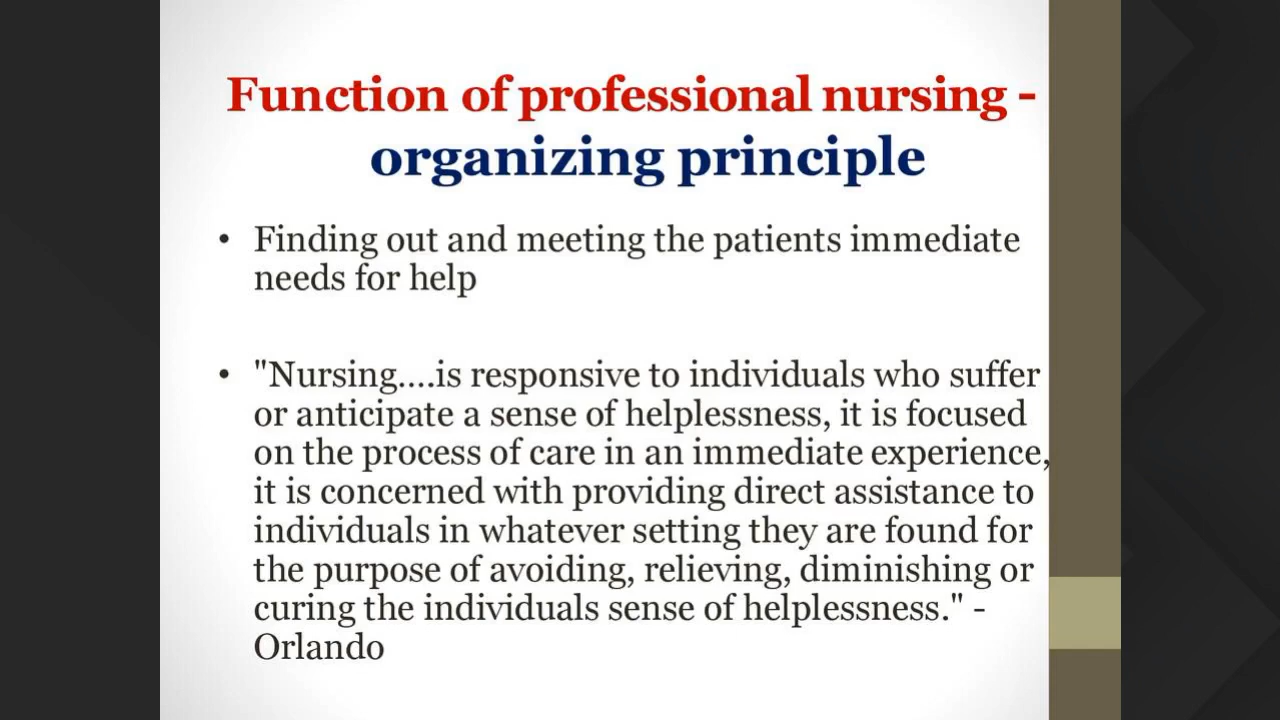 Function of professional nursing -
organizing principle
• Finding out and meeting the patients immediate
needs for help
• "Nursing....is responsive to individuals who suffer
or anticipate a sense of helplessness, it is focused
on the process of care in an immediate experience,
it is concerned with providing direct assistance to
individuals in whatever setting they are found for
the purpose of avoiding, relieving, diminishing or
curing the individuals sense of helplessness." -
Orlando